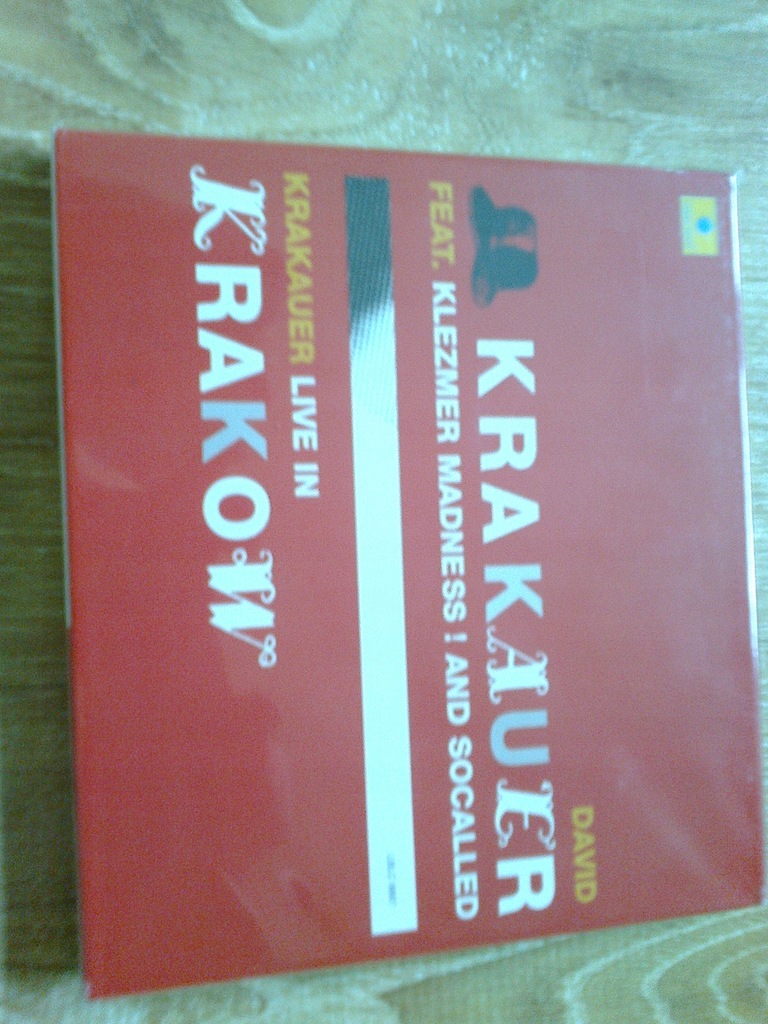 DAVID
KRAKAUER
FEAT. KLEZMER MADNESS ! AND SOCALLED
KRAKAUER LIVE IN
KRAKOW